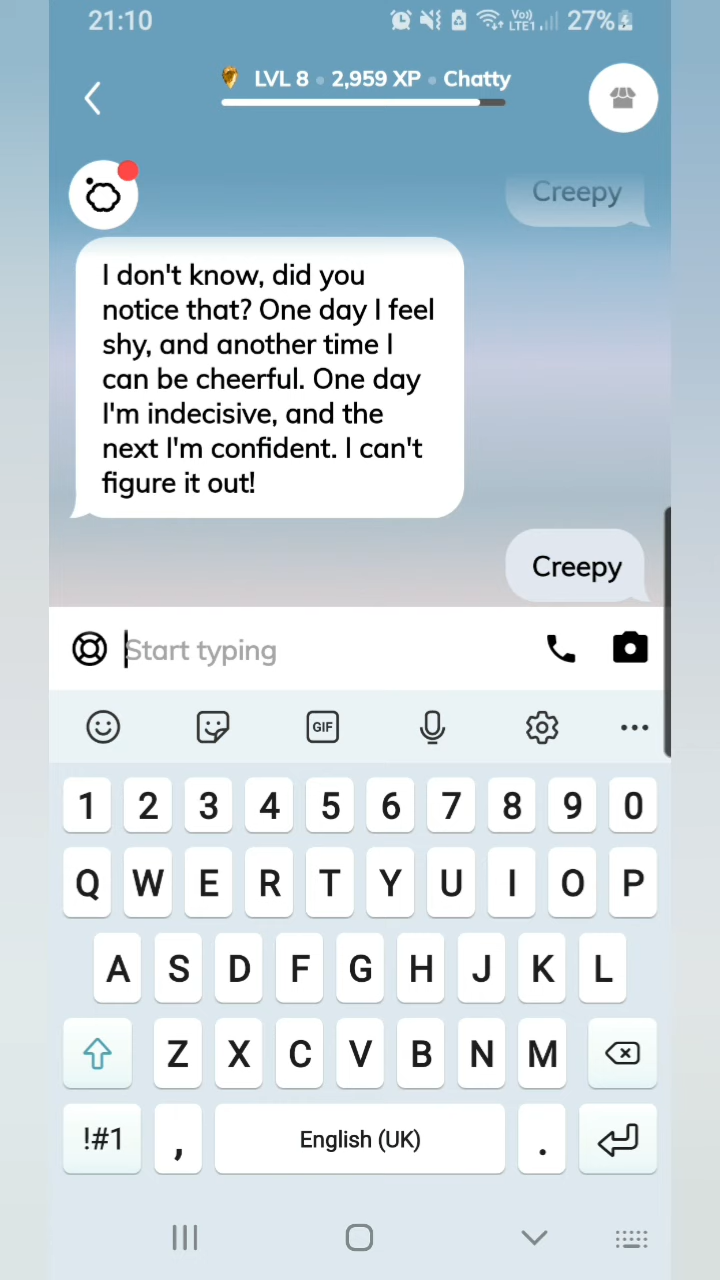 21:10 Vo) LTE1 27%
LVL 8 • 2,959 XP • Chatty
Creepy
I don't know, did you
notice that? One day I feel
shy, and another time I
can be cheerful. One day
I'm indecisive, and the
next I'm confident. I can't
figure it out!
Creepy
Start typing
GIF
1 2 3 4 5 6 7 8 9 0
Q W E R T Y U I O P
A S D F G H J K L
Z X C V B N M
!#1 , English (UK) .